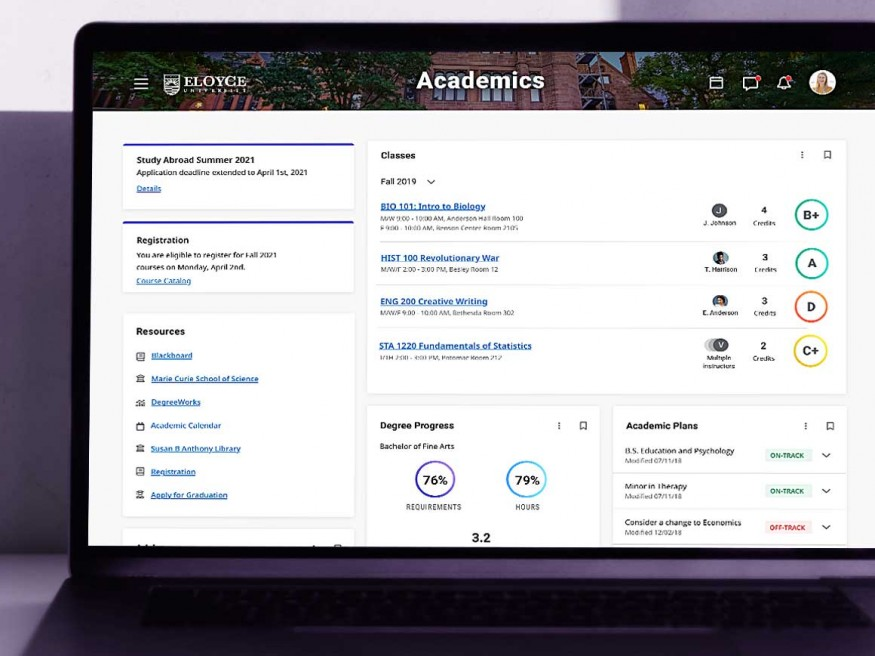 ELOYCE
UNIVERSITY
Academics
Study Abroad Summer 2021
Application deadline extended to April 1st, 2021
Details
Registration
You are eligible to register for Fall 2021
courses on Monday, April 2nd.
Course Catalog
Resources
Blackboard
Marie Curie School of Science
DegreeWorks
Academic Calendar
Susan B Anthony Library
Registration
Apply for Graduation
Classes
Fall 2019
BIO 101: Intro to Biology
M/W 9:00 - 10:00 AM, Anderson Hall Room 100
F 9:00 - 10:00 AM, Benson Center Room 2105
J
J. Johnson
4
Credits
B+
HIST 100 Revolutionary War
M/W/F 2:00 - 3:00 PM, Besley Room 12
T. Harrison
3
Credits
A
ENG 200 Creative Writing
M/W/F 9:00 - 10:00 AM, Bethesda Room 302
E. Anderson
3
Credits
D
STA 1220 Fundamentals of Statistics
T/TH 2:00 - 3:00 PM, Potomac Room 212
V
Multiple
Instructors
2
Credits
C+
Degree Progress
Bachelor of Fine Arts
76%
REQUIREMENTS
79%
HOURS
3.2
Academic Plans
B.S. Education and Psychology
Modified 07/11/18
ON-TRACK
Minor in Therapy
Modified 07/11/18
ON-TRACK
Consider a change to Economics
Modified 12/02/18
OFF-TRACK